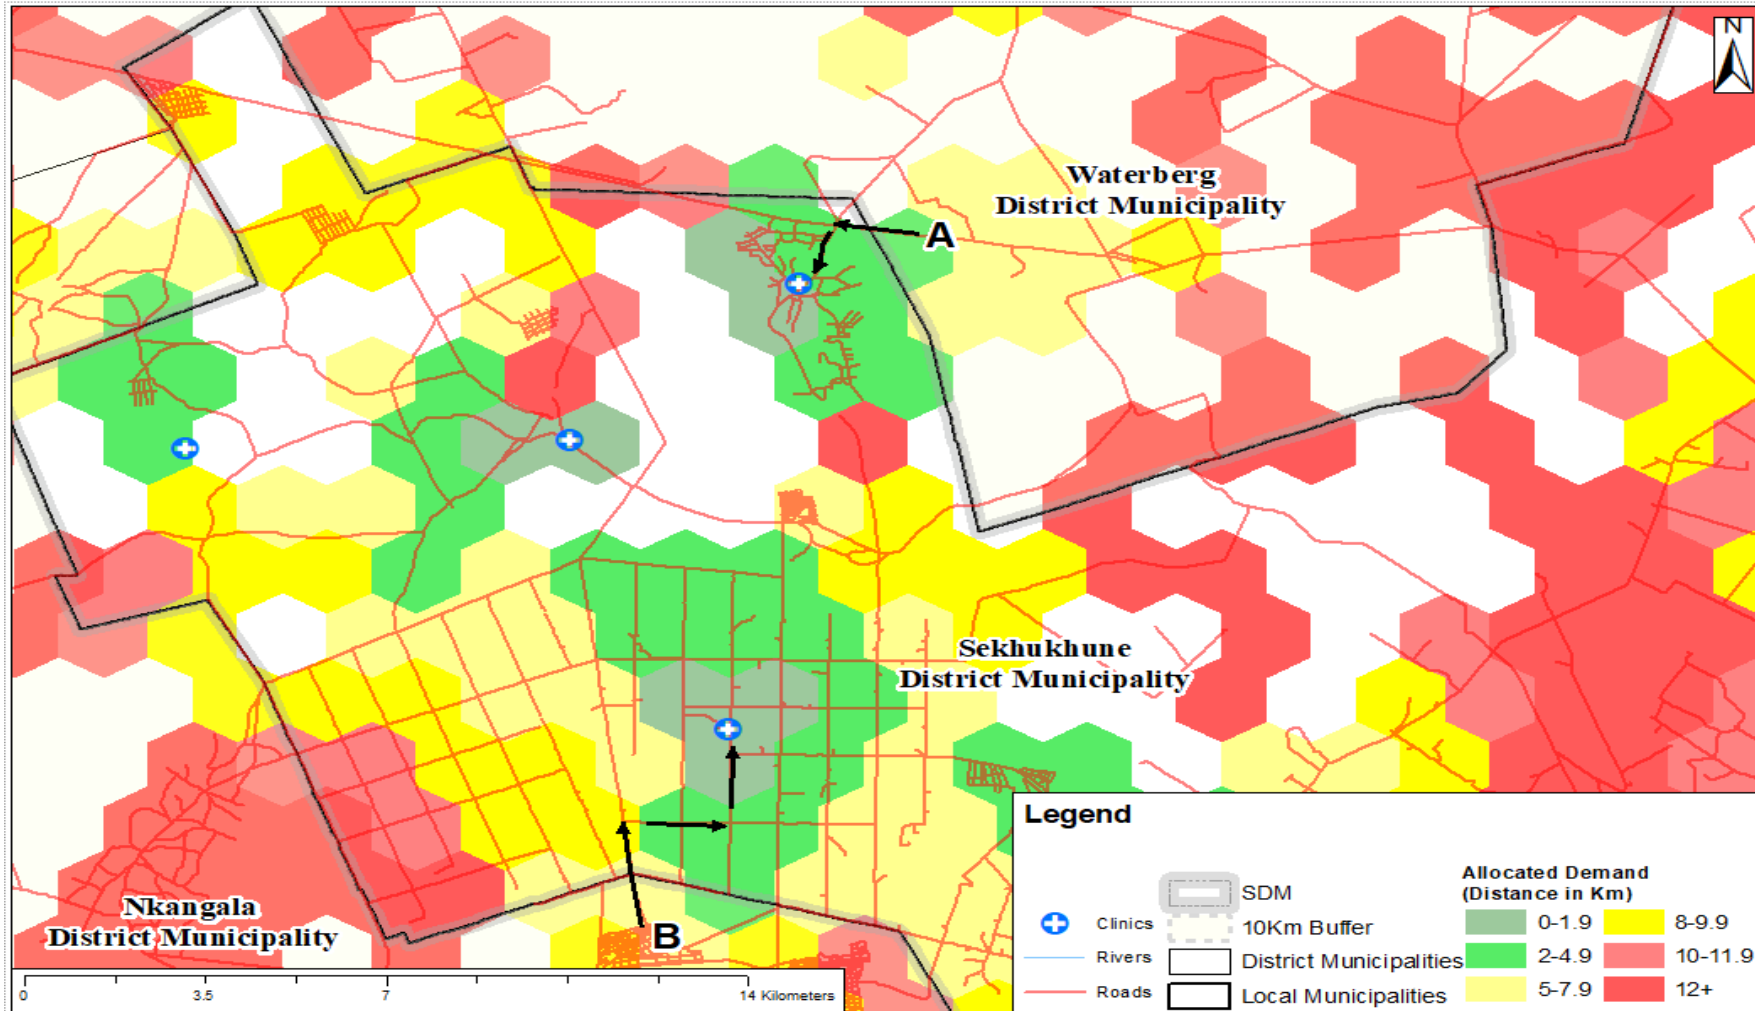 N
Waterberg
District Municipality
A
Sekhukhune
District Municipality
Nkangala
District Municipality
B
0 3.5 7 14 Kilometers
Legend
Clinics
Rivers
Roads
SDM
10Km Buffer
District Municipalities
Local Municipalities
Allocated Demand
(Distance in Km)
0-1.9
2-4.9
5-7.9
8-9.9
10-11.9
12+